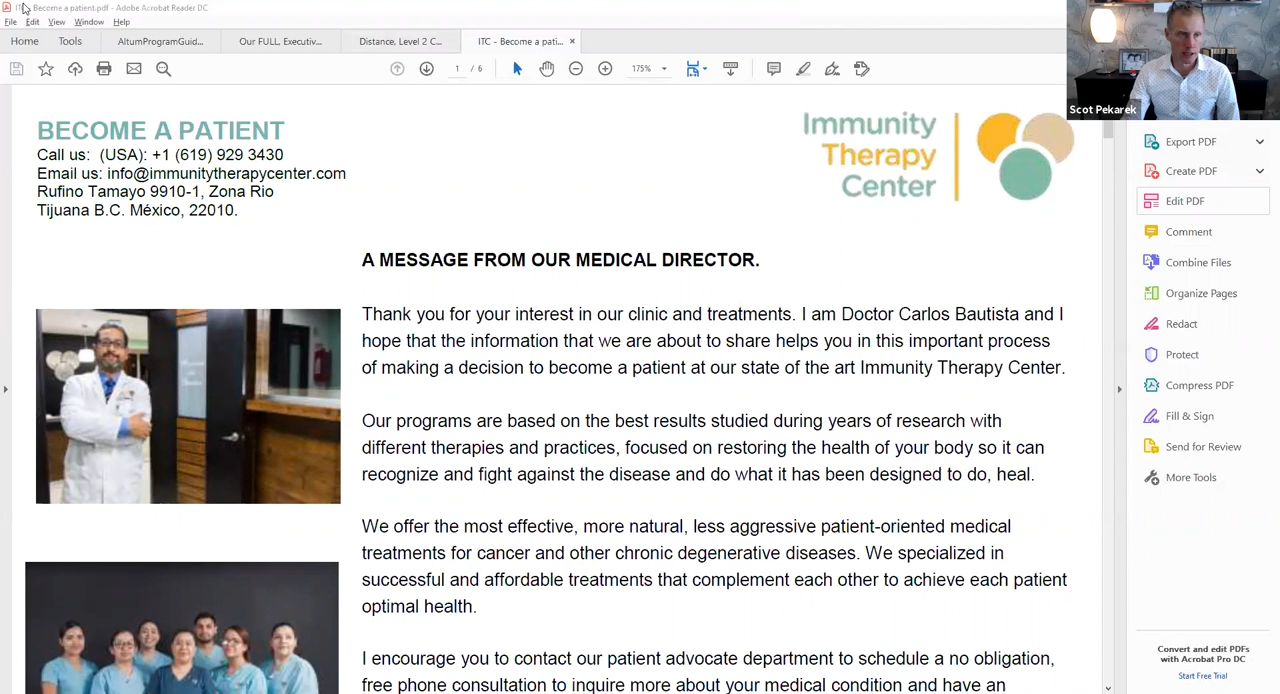 Become a patient.pdf - Adobe Acrobat Reader DC
File Edit View Window Help
Home Tools AltumProgramGuid... Our FULL, Executiv... Distance, Level 2 C... ITC - Become a pati... ×
1 / 6 175%
Scot Pekarek
BECOME A PATIENT
Call us: (USA): +1 (619) 929 3430
Email us: info@immunitytherapycenter.com
Rufino Tamayo 9910-1, Zona Rio
Tijuana B.C. México, 22010.
Immunity
Therapy
Center
A MESSAGE FROM OUR MEDICAL DIRECTOR.
Thank you for your interest in our clinic and treatments. I am Doctor Carlos Bautista and I
hope that the information that we are about to share helps you in this important process
of making a decision to become a patient at our state of the art Immunity Therapy Center.
Our programs are based on the best results studied during years of research with
different therapies and practices, focused on restoring the health of your body so it can
recognize and fight against the disease and do what it has been designed to do, heal.
We offer the most effective, more natural, less aggressive patient-oriented medical
treatments for cancer and other chronic degenerative diseases. We specialized in
successful and affordable treatments that complement each other to achieve each patient
optimal health.
I encourage you to contact our patient advocate department to schedule a no obligation,
free phone consultation to inquire more about your medical condition and have an
Export PDF
Create PDF
Edit PDF
Comment
Combine Files
Organize Pages
Redact
Protect
Compress PDF
Fill & Sign
Send for Review
More Tools
Convert and edit PDFs
with Acrobat Pro DC
Start Free Trial